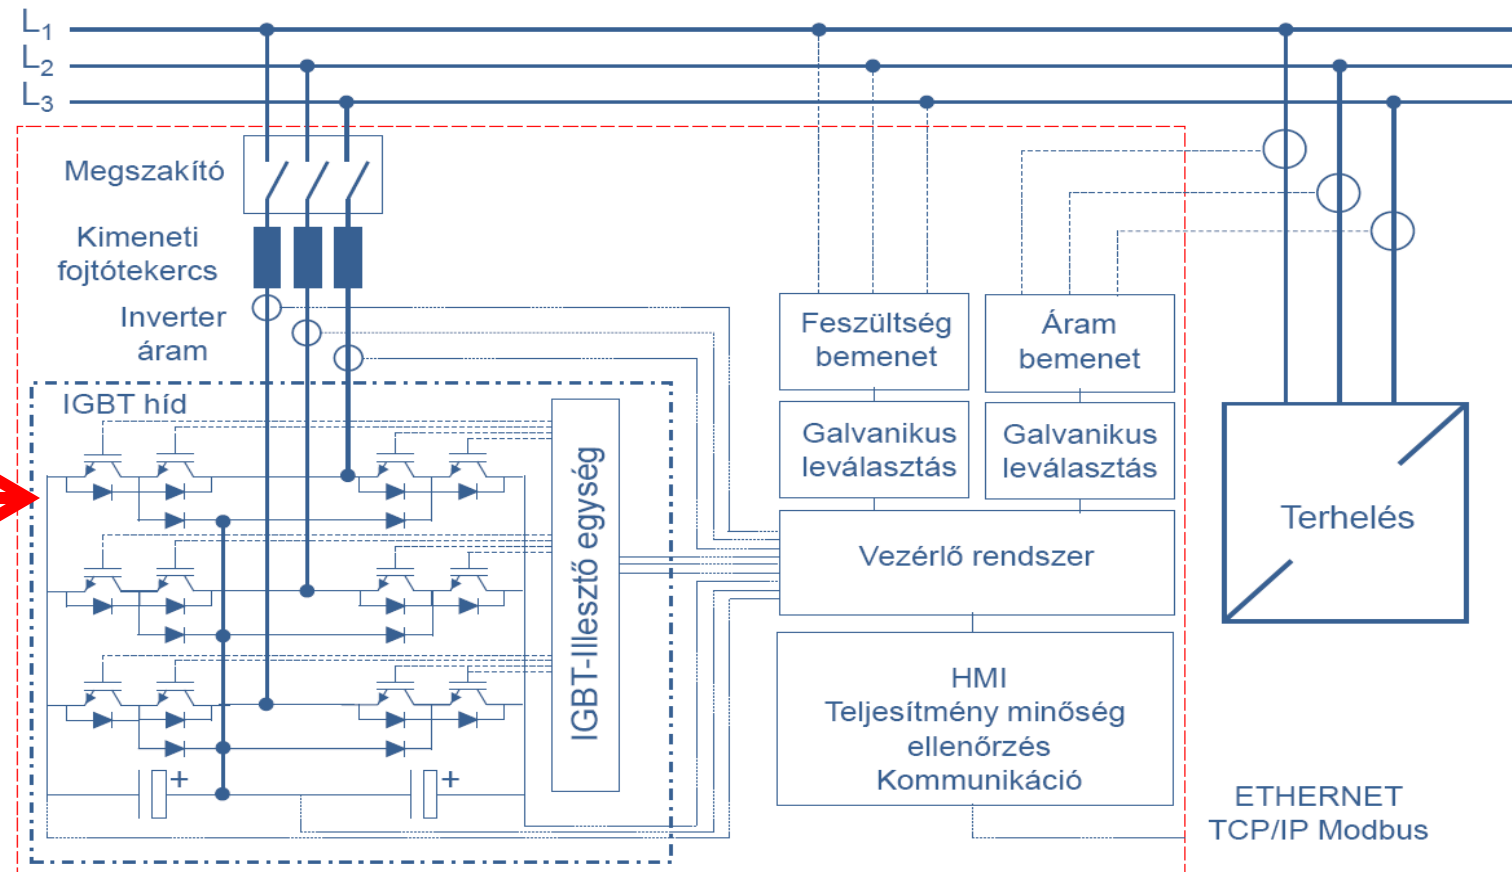 L1
L2
L3
Megszakító
Kimeneti
fojtótekercs
Inverter
áram
IGBT híd
IGBT-Illesztő egység
+
+
Feszültség
bemenet
Áram
bemenet
Galvanikus
leválasztás
Galvanikus
leválasztás
Vezérlő rendszer
HMI
Teljesítmény minőség
ellenőrzés
Kommunikáció
Terhelés
ETHERNET
TCP/IP Modbus